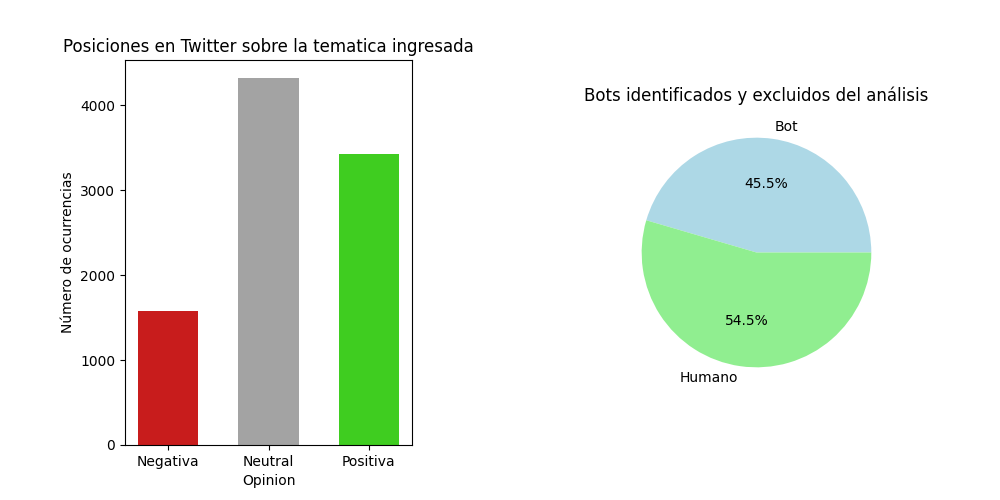 Posiciones en Twitter sobre la tematica ingresada
Número de ocurrencias
4000
3000
2000
1000
0
Negativa
Neutral
Positiva
Opinion
Bots identificados y excluidos del análisis
Bot
45.5%
54.5%
Humano